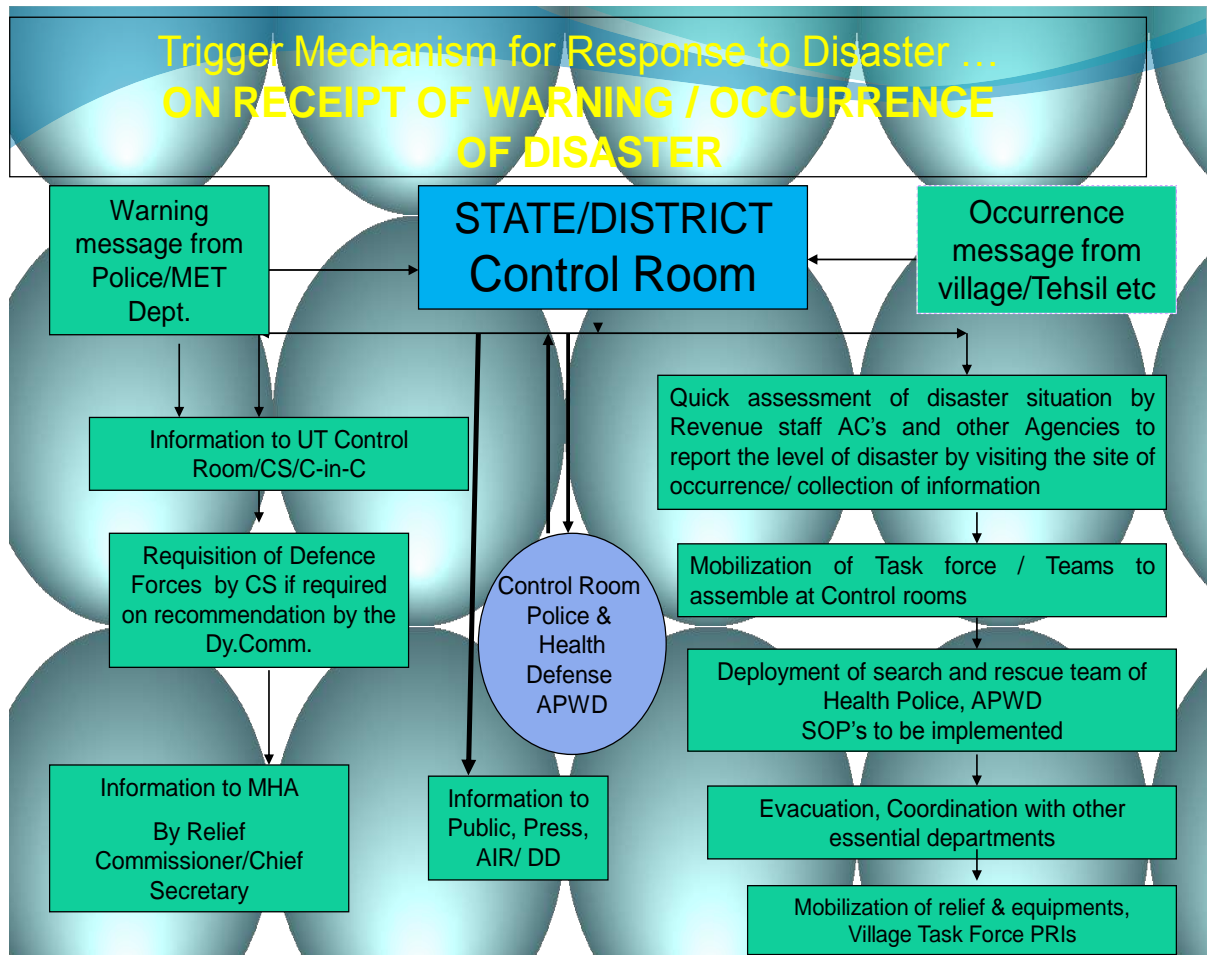 Trigger Mechanism for Response to Disaster …
ON RECEIPT OF WARNING / OCCURRENCE
OF DISASTER
Warning
message from
Police/MET
Dept.
STATE/DISTRICT
Control Room
Occurrence
message from
village/Tehsil etc
Information to UT Control
Room/CS/C-in-C
Requisition of Defence
Forces by CS if required
on recommendation by the
Dy.Comm.
Information to MHA
By Relief
Commissioner/Chief
Secretary
Control Room
Police &
Health
Defense
APWD
Information to
Public, Press,
AIR/ DD
Quick assessment of disaster situation by
Revenue staff AC's and other Agencies to
report the level of disaster by visiting the site of
occurrence/ collection of information
Mobilization of Task force / Teams to
assemble at Control rooms
Deployment of search and rescue team of
Health Police, APWD
SOP's to be implemented
Evacuation, Coordination with other
essential departments
Mobilization of relief & equipments,
Village Task Force PRIs